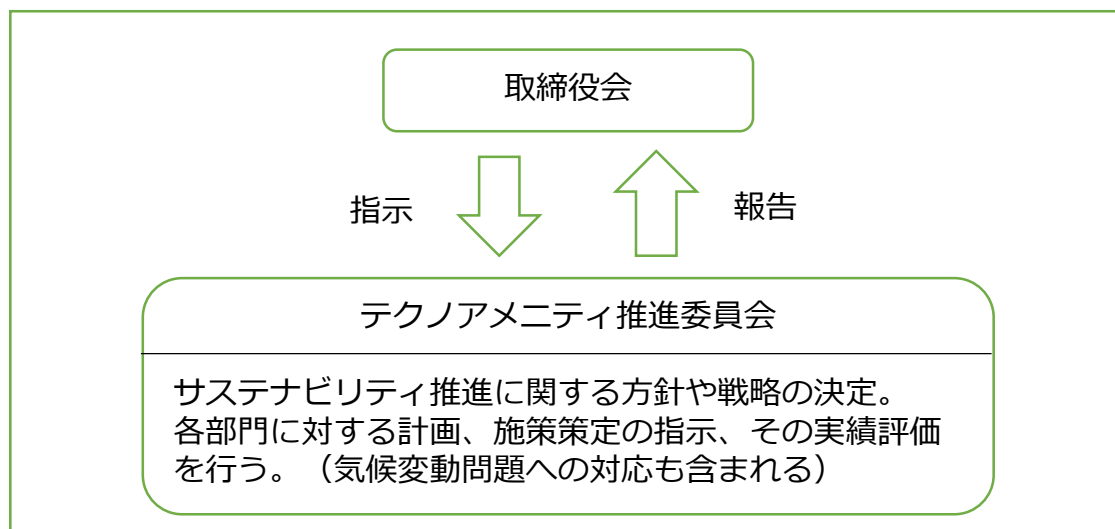 取締役会
指示
報告
テクノアメニティ推進委員会
サステナビリティ推進に関する方針や戦略の決定。
各部門に対する計画、施策策定の指示、その実績評価
を行う。（気候変動問題への対応も含まれる）